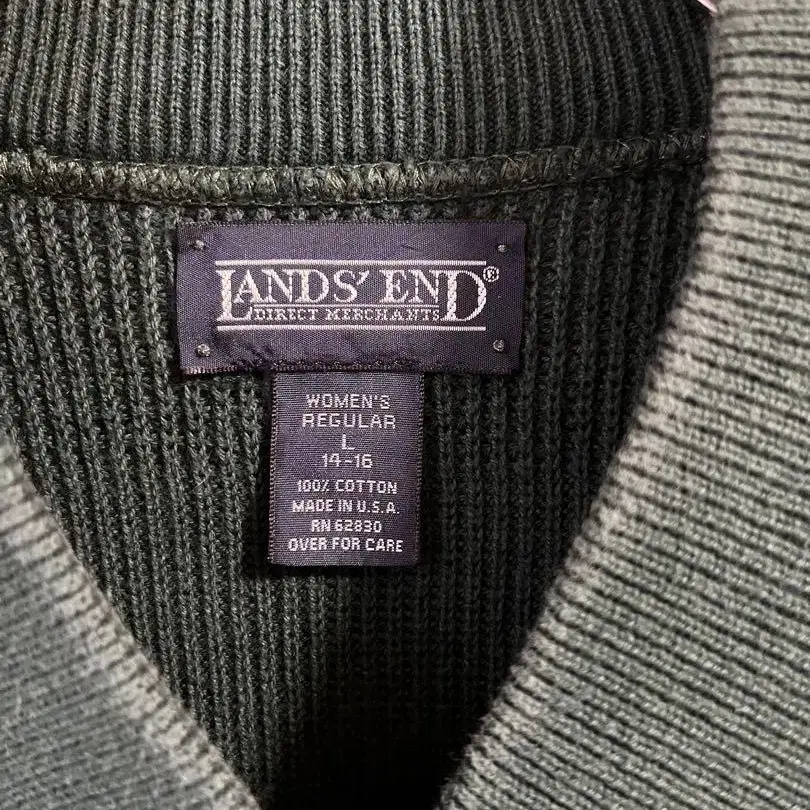 LANDS' END®
DIRECT MERCHANTS
WOMEN'S
REGULAR
L
14-16
100% COTTON
MADE IN U.S.A.
RN 62830
OVER FOR CARE